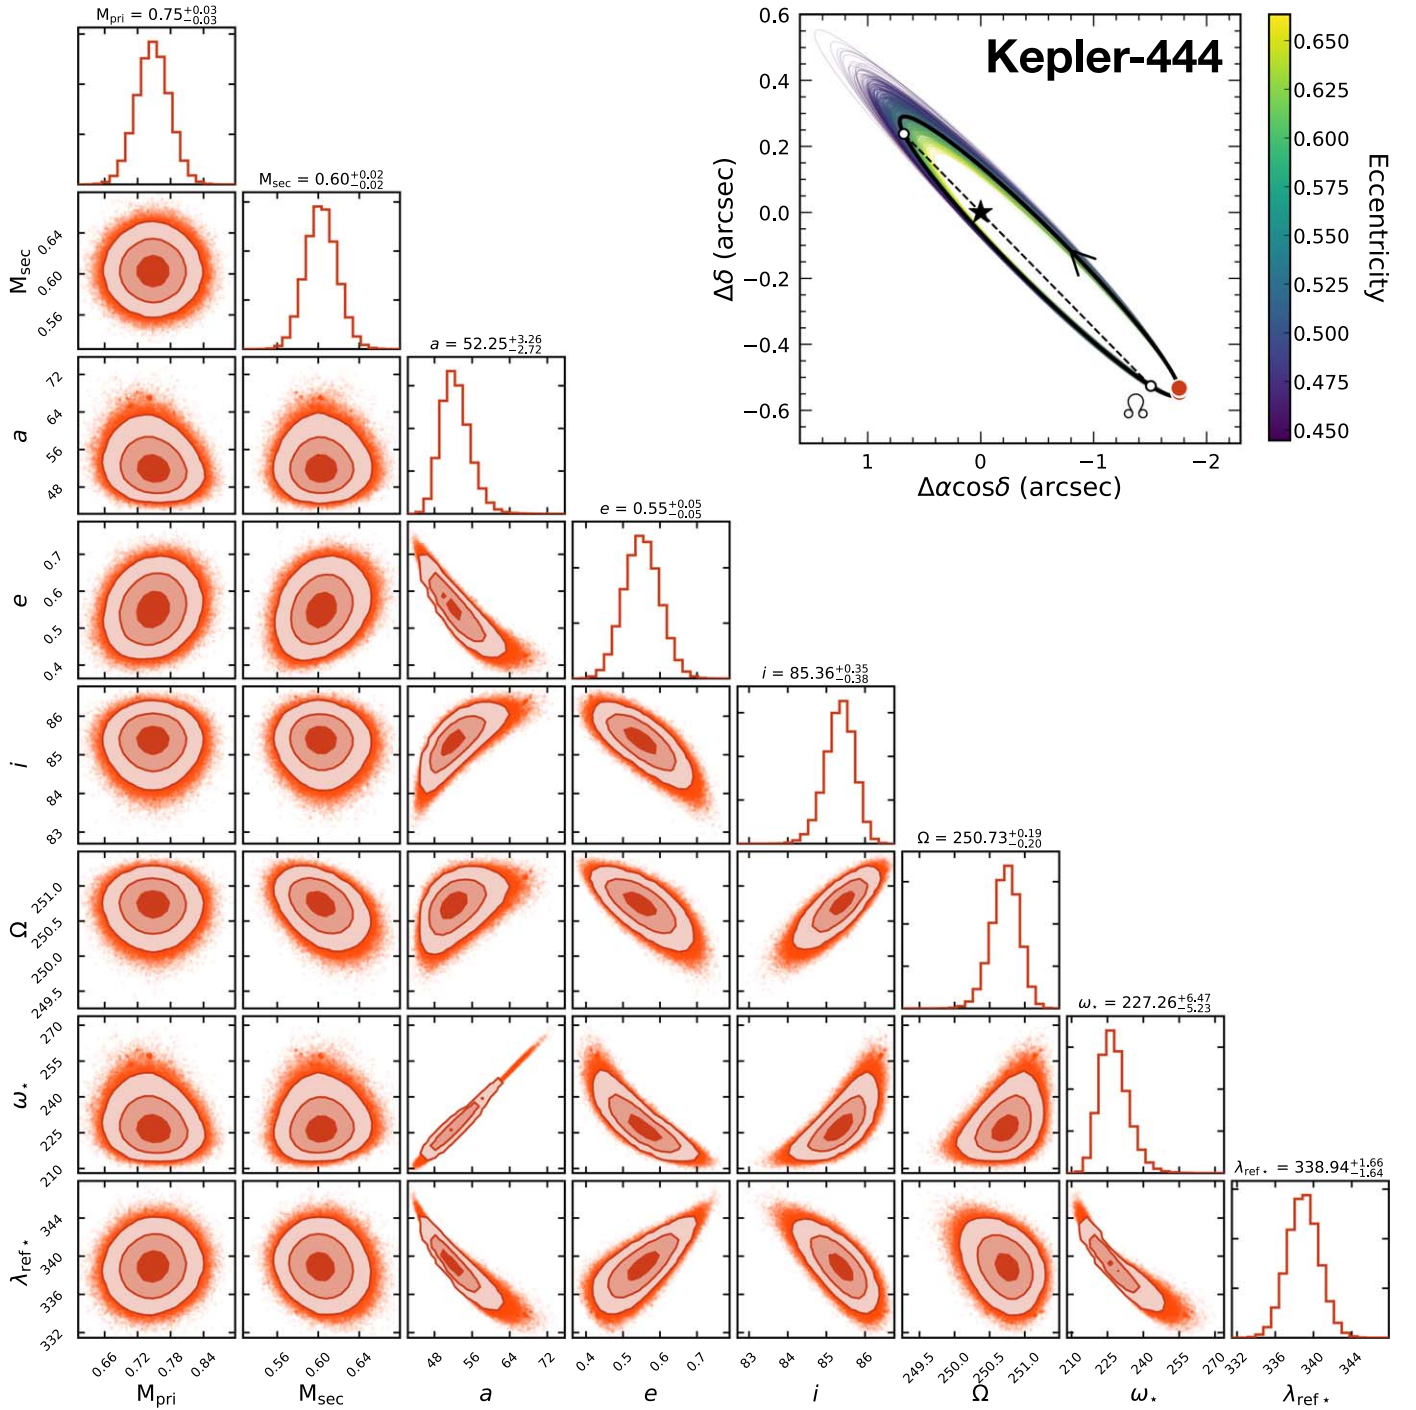 M_pri = 0.75 +0.03 −0.03
Kepler-444
0.6
0.4
0.2
0.0
−0.2
−0.4
−0.6
Δδ (arcsec)
1 0 −1 −2
Δαcosδ (arcsec)
☊
0.650
0.625
0.600
0.575
0.550
0.525
0.500
0.475
0.450
Eccentricity
M_sec = 0.60 +0.02 −0.02
M_sec
0.64
0.60
0.56
a = 52.25 +3.26 −2.72
a
72
64
56
48
e = 0.55 +0.05 −0.05
e
0.7
0.6
0.5
0.4
i = 85.36 +0.35 −0.38
i
86
85
84
83
Ω = 250.73 +0.19 −0.20
Ω
251.0
250.5
250.0
249.5
ω⋆ = 227.26 +6.47 −5.23
ω⋆
270
255
240
225
210
λ_ref⋆ = 338.94 +1.66 −1.64
λ_ref⋆
344
340
336
332
0.66 0.72 0.78 0.84
0.56 0.60 0.64
48 56 64 72
0.4 0.5 0.6 0.7
83 84 85 86
249.5 250.0 250.5 251.0
210 225 240 255 270
332 336 340 344
M_pri M_sec a e i Ω ω⋆ λ_ref⋆